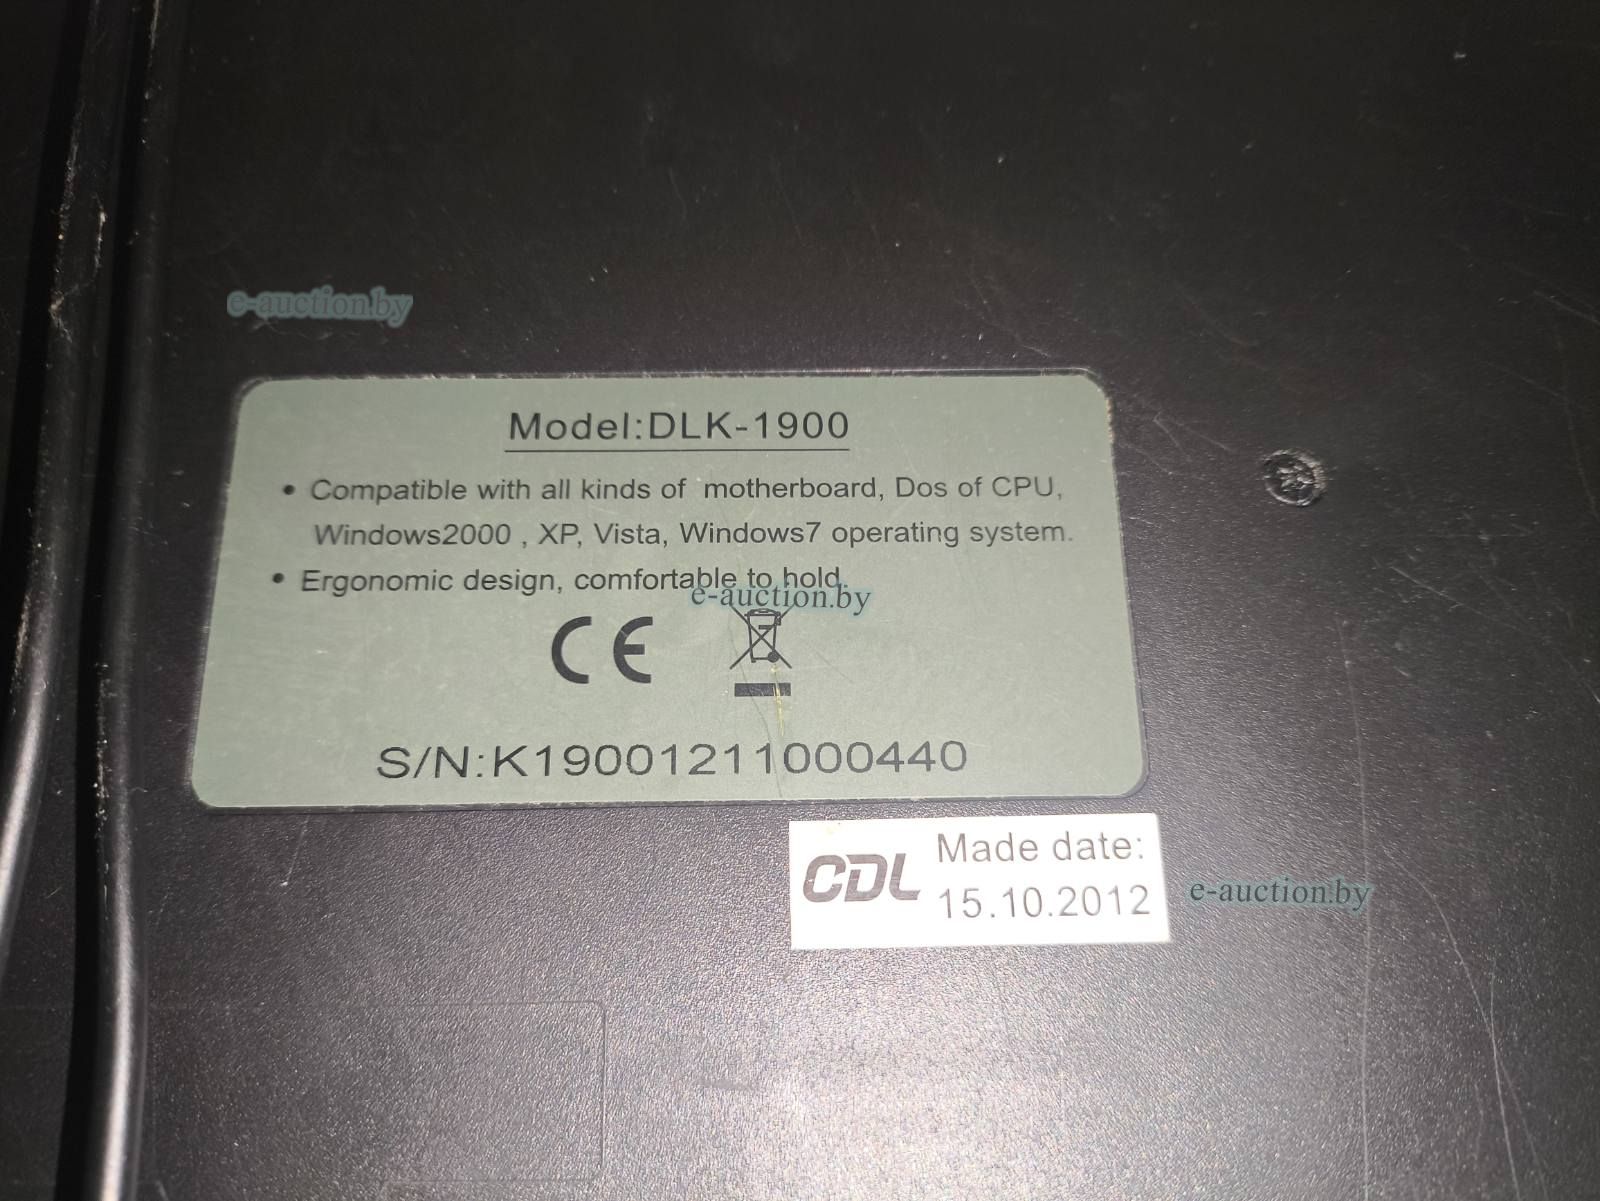 e-auction.by
Model:DLK-1900
• Compatible with all kinds of motherboard, Dos of CPU,
Windows2000 , XP, Vista, Windows7 operating system.
• Ergonomic design, comfortable to hold.
e-auction.by
CE
S/N:K19001211000440
CDL
Made date:
15.10.2012
e-auction.by